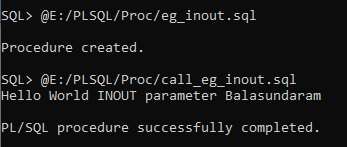 SQL> @E:/PLSQL/Proc/eg_inout.sql
Procedure created.
SQL> @E:/PLSQL/Proc/call_eg_inout.sql
Hello World INOUT parameter Balasundaram
PL/SQL procedure successfully completed.